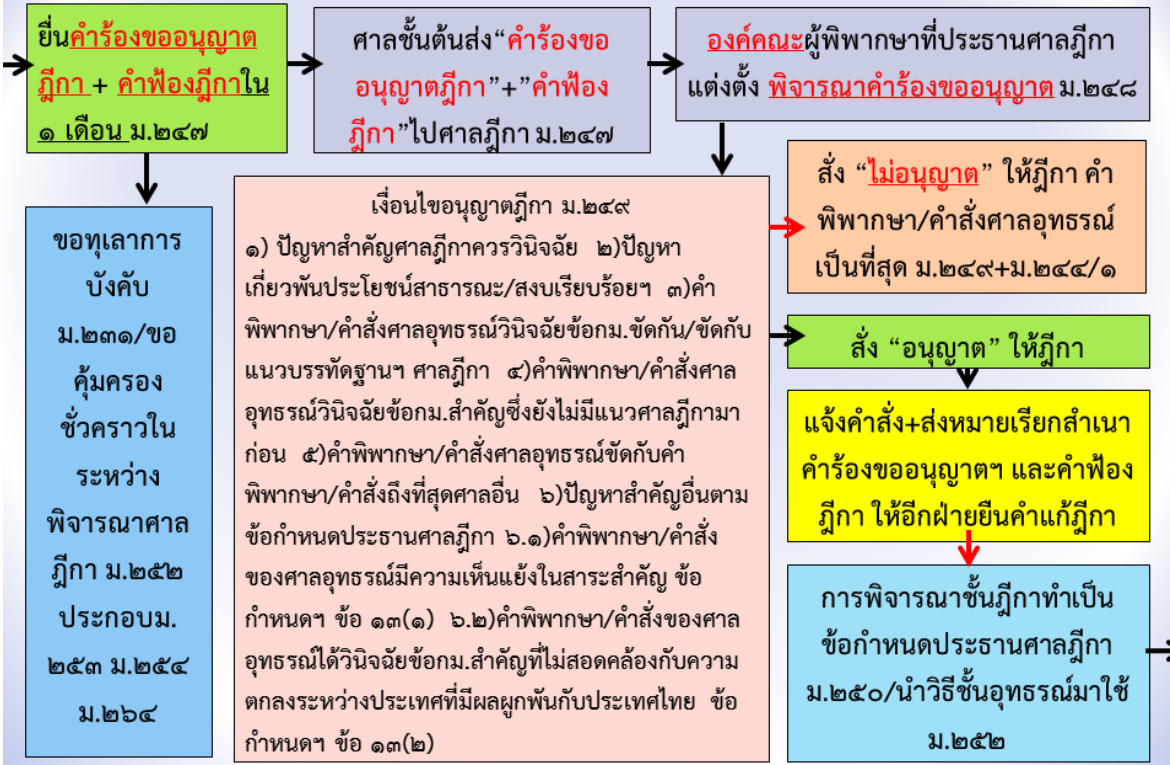 ยื่นคำร้องขออนุญาต
ฎีกา + คำฟ้องฎีกาใน
๑ เดือน ม.๒๔๗
ศาลชั้นต้นส่ง“คำร้องขอ
อนุญาตฎีกา”+”คำฟ้อง
ฎีกา”ไปศาลฎีกา ม.๒๔๗
องค์คณะผู้พิพากษาที่ประธานศาลฎีกา
แต่งตั้ง พิจารณาคำร้องขออนุญาต ม.๒๔๘
ขอทุเลาการ
บังคับ
ม.๒๓๑/ขอ
คุ้มครอง
ชั่วคราวใน
ระหว่าง
พิจารณาศาล
ฎีกา ม.๒๕๒
ประกอบม.
๒๕๓ ม.๒๕๔
ม.๒๖๔
เงื่อนไขอนุญาตฎีกา ม.๒๔๙
๑) ปัญหาสำคัญศาลฎีกาควรวินิจฉัย ๒)ปัญหา
เกี่ยวพันประโยชน์สาธารณะ/สงบเรียบร้อยฯ ๓)คำ
พิพากษา/คำสั่งศาลอุทธรณ์วินิจฉัยข้อกม.ขัดกัน/ขัดกับ
แนวบรรทัดฐานฯ ศาลฎีกา ๔)คำพิพากษา/คำสั่งศาล
อุทธรณ์วินิจฉัยข้อกม.สำคัญซึ่งยังไม่มีแนวศาลฎีกามา
ก่อน ๕)คำพิพากษา/คำสั่งศาลอุทธรณ์ขัดกับคำ
พิพากษา/คำสั่งถึงที่สุดศาลอื่น ๖)ปัญหาสำคัญอื่นตาม
ข้อกำหนดประธานศาลฎีกา ๖.๑)คำพิพากษา/คำสั่ง
ของศาลอุทธรณ์มีความเห็นแย้งในสาระสำคัญ ข้อ
กำหนดฯ ข้อ ๑๓(๑) ๖.๒)คำพิพากษา/คำสั่งของศาล
อุทธรณ์ได้วินิจฉัยข้อกม.สำคัญที่ไม่สอดคล้องกับความ
ตกลงระหว่างประเทศที่มีผลผูกพันกับประเทศไทย ข้อ
กำหนดฯ ข้อ ๑๓(๒)
สั่ง “ไม่อนุญาต” ให้ฎีกา คำ
พิพากษา/คำสั่งศาลอุทธรณ์
เป็นที่สุด ม.๒๔๙+ม.๒๔๔/๑
สั่ง “อนุญาต” ให้ฎีกา
แจ้งคำสั่ง+ส่งหมายเรียกสำเนา
คำร้องขออนุญาตฯ และคำฟ้อง
ฎีกา ให้อีกฝ่ายยืนคำแก้ฎีกา
การพิจารณาชั้นฎีกาทำเป็น
ข้อกำหนดประธานศาลฎีกา
ม.๒๕๐/นำวิธีชั้นอุทธรณ์มาใช้
ม.๒๕๒